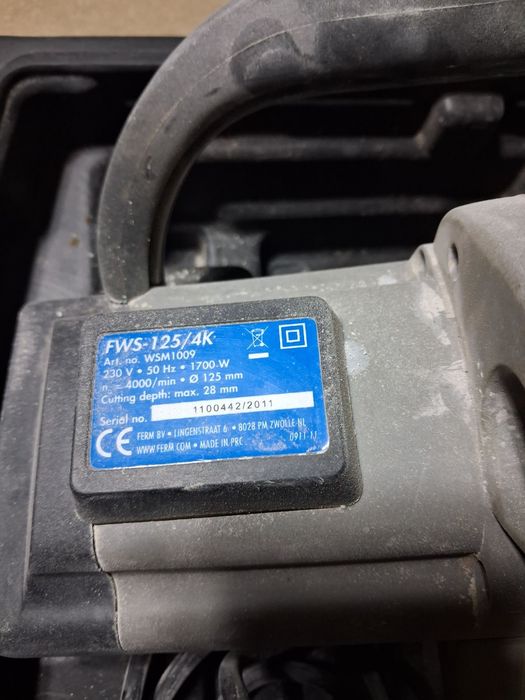 FWS-125/4K
Art. no. WSM1009
230 V • 50 Hz • 1700 W
n = 4000/min • Ø 125 mm
Cutting depth: max. 28 mm
Serial no. 1100442/2011
CE FERM BV • LINGENSTRAAT 6 • 8028 PM ZWOLLE-NL
WWW.FERM.COM • MADE IN PRC 0911-11